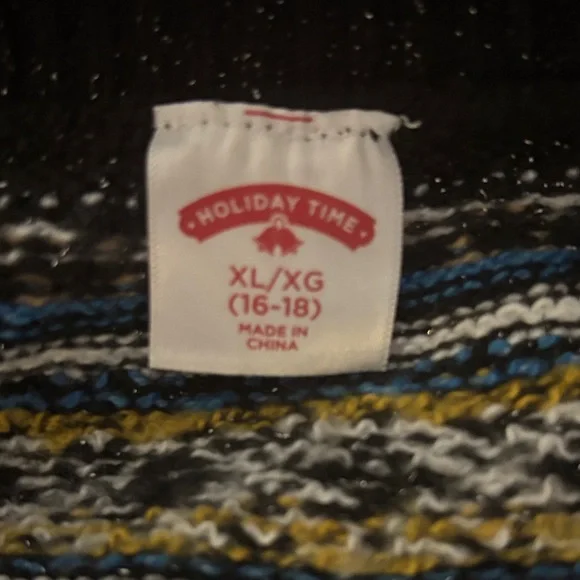 HOLIDAY TIME
XL/XG
(16-18)
MADE IN
CHINA